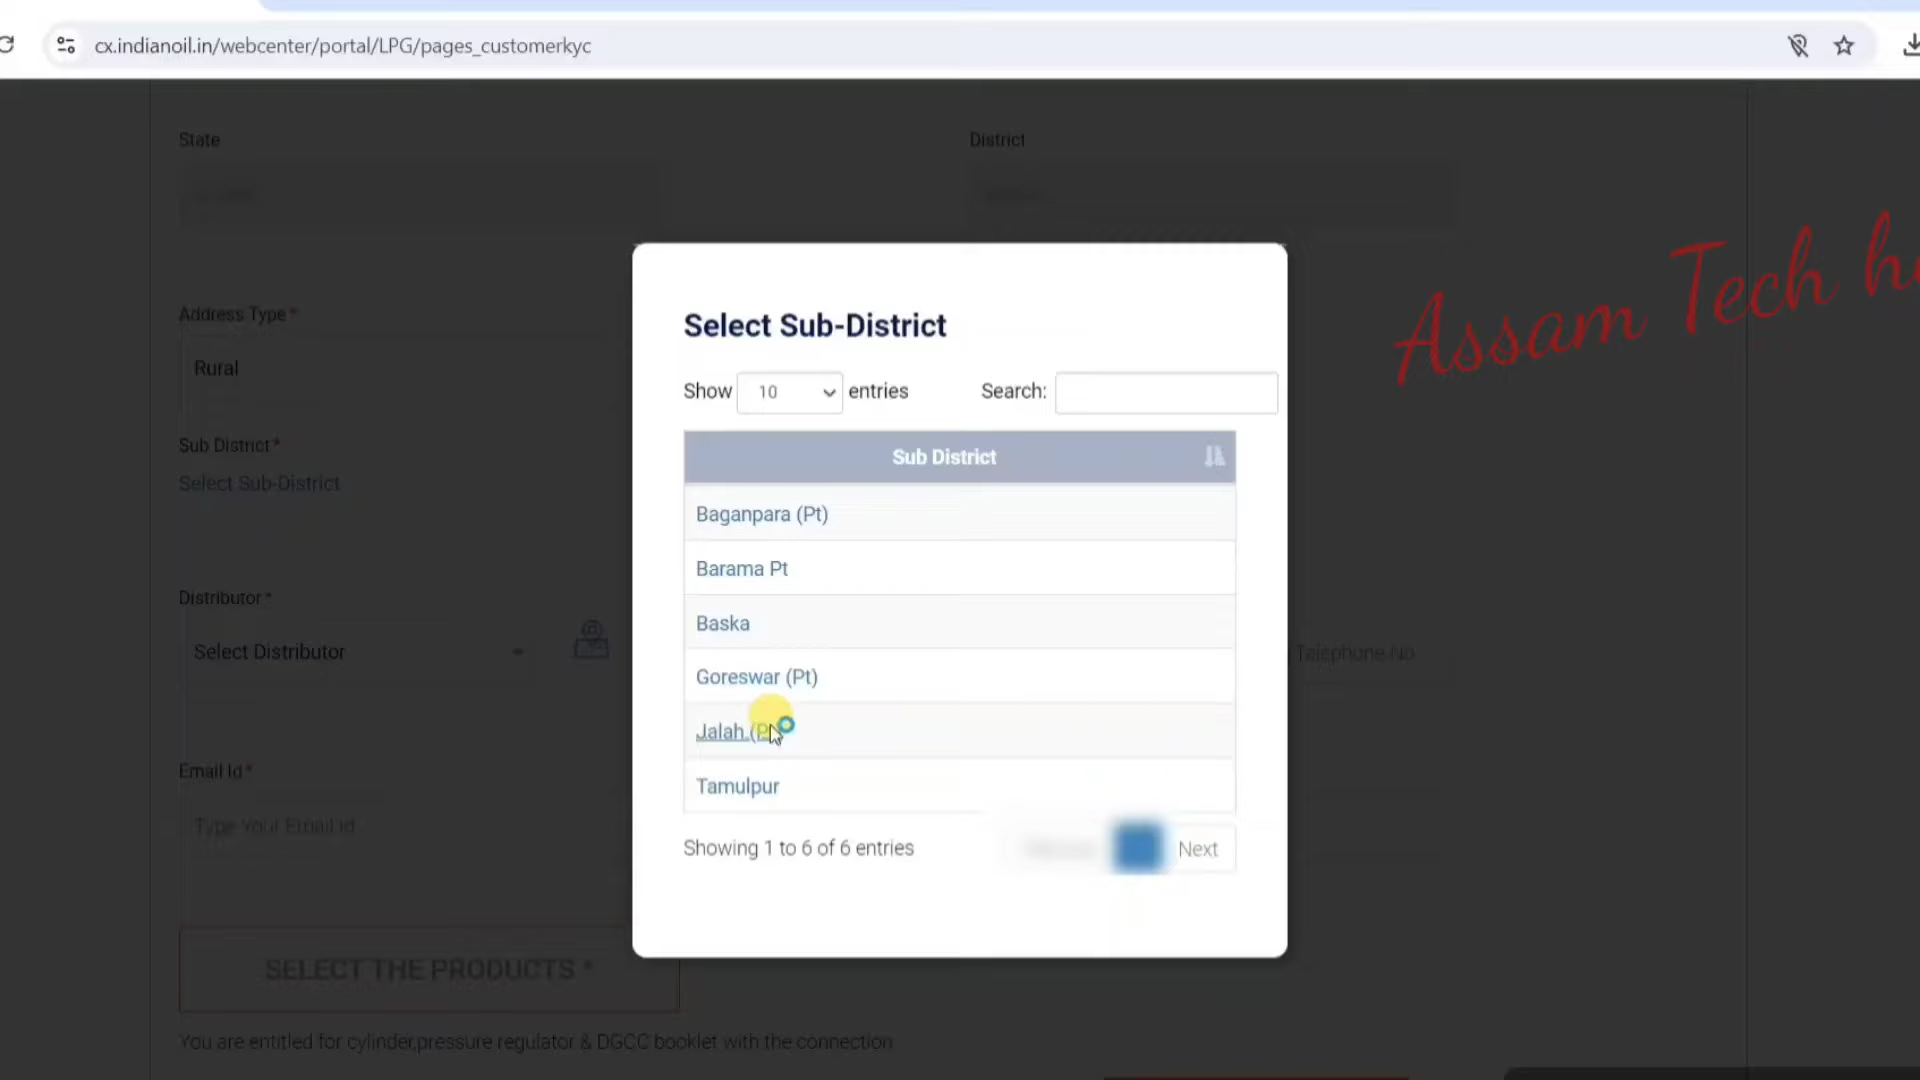 cx.indianoil.in/webcenter/portal/LPG/pages_customerkyc
State
District
Assam Tech
Address Type *
Rural
Sub District *
Select Sub-District
Distributor *
Select Distributor
Telephone No
Email Id *
Type Your Email id
SELECT THE PRODUCTS *
You are entitled for cylinder,pressure regulator & DGCC booklet with the connection
Select Sub-District
Show 10 entries
Search:
Sub District
Baganpara (Pt)
Barama Pt
Baska
Goreswar (Pt)
Jalah
Tamulpur
Showing 1 to 6 of 6 entries
Next